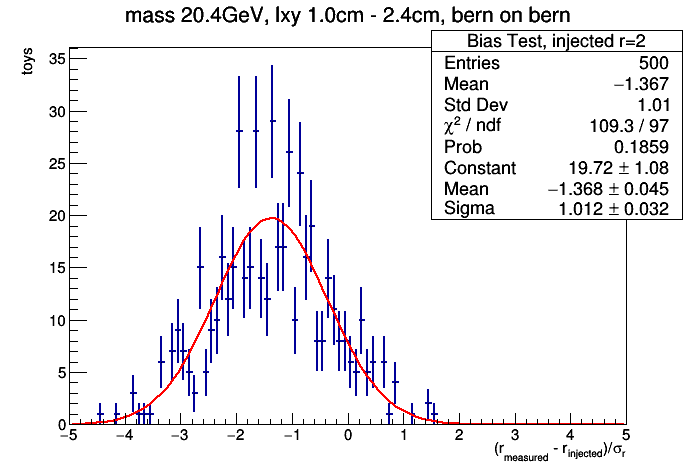 mass 20.4GeV, lxy 1.0cm - 2.4cm, bern on bern
Bias Test, injected r=2
Entries 500
Mean −1.367
Std Dev 1.01
χ² / ndf 109.3 / 97
Prob 0.1859
Constant 19.72 ± 1.08
Mean −1.368 ± 0.045
Sigma 1.012 ± 0.032
toys
35
30
25
20
15
10
5
0
−5 −4 −3 −2 −1 0 1 2 3 4 5
(r_measured - r_injected)/σ_r